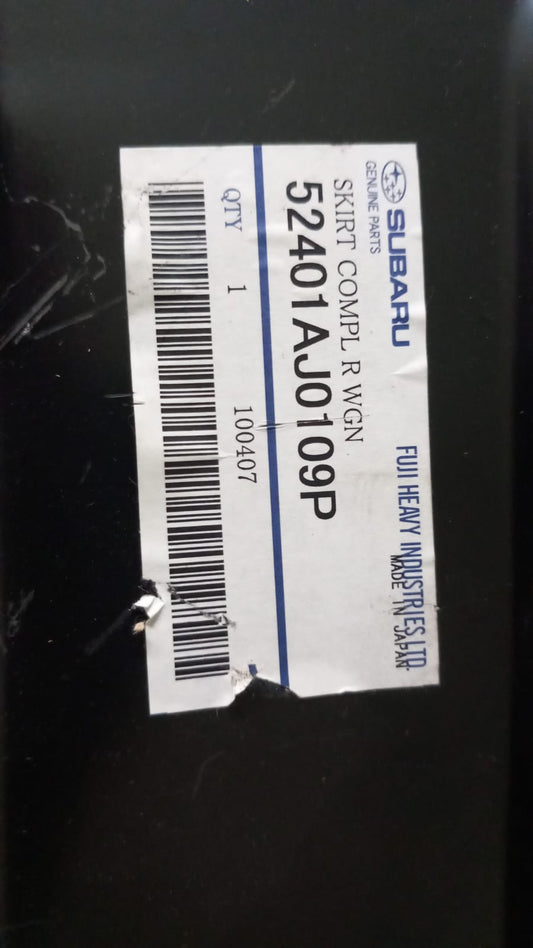 SUBARU
GENUINE PARTS
FUJI HEAVY INDUSTRIES LTD.
MADE IN JAPAN
SKIRT COMPL R WGN
52401AJ0109P
QTY 1 100407